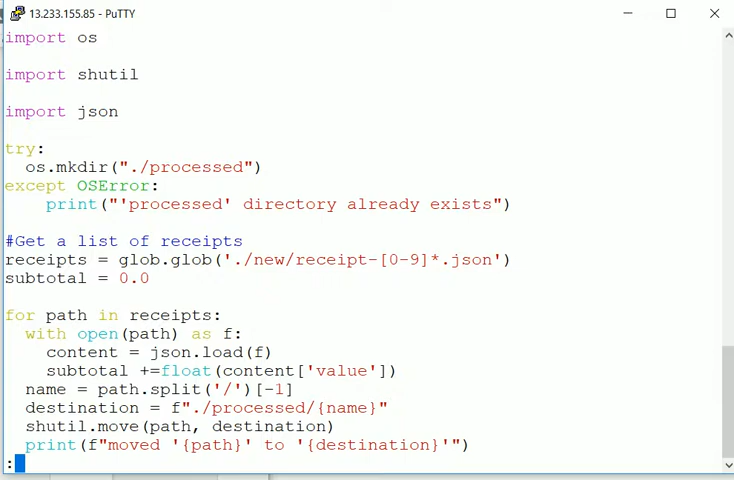 13.233.155.85 - PuTTY
import os
import shutil
import json
try:
  os.mkdir("./processed")
except OSError:
    print("'processed' directory already exists")
#Get a list of receipts
receipts = glob.glob('./new/receipt-[0-9]*.json')
subtotal = 0.0
for path in receipts:
  with open(path) as f:
    content = json.load(f)
    subtotal +=float(content['value'])
  name = path.split('/')[-1]
  destination = f"./processed/{name}"
  shutil.move(path, destination)
  print(f"moved '{path}' to '{destination}'")
: